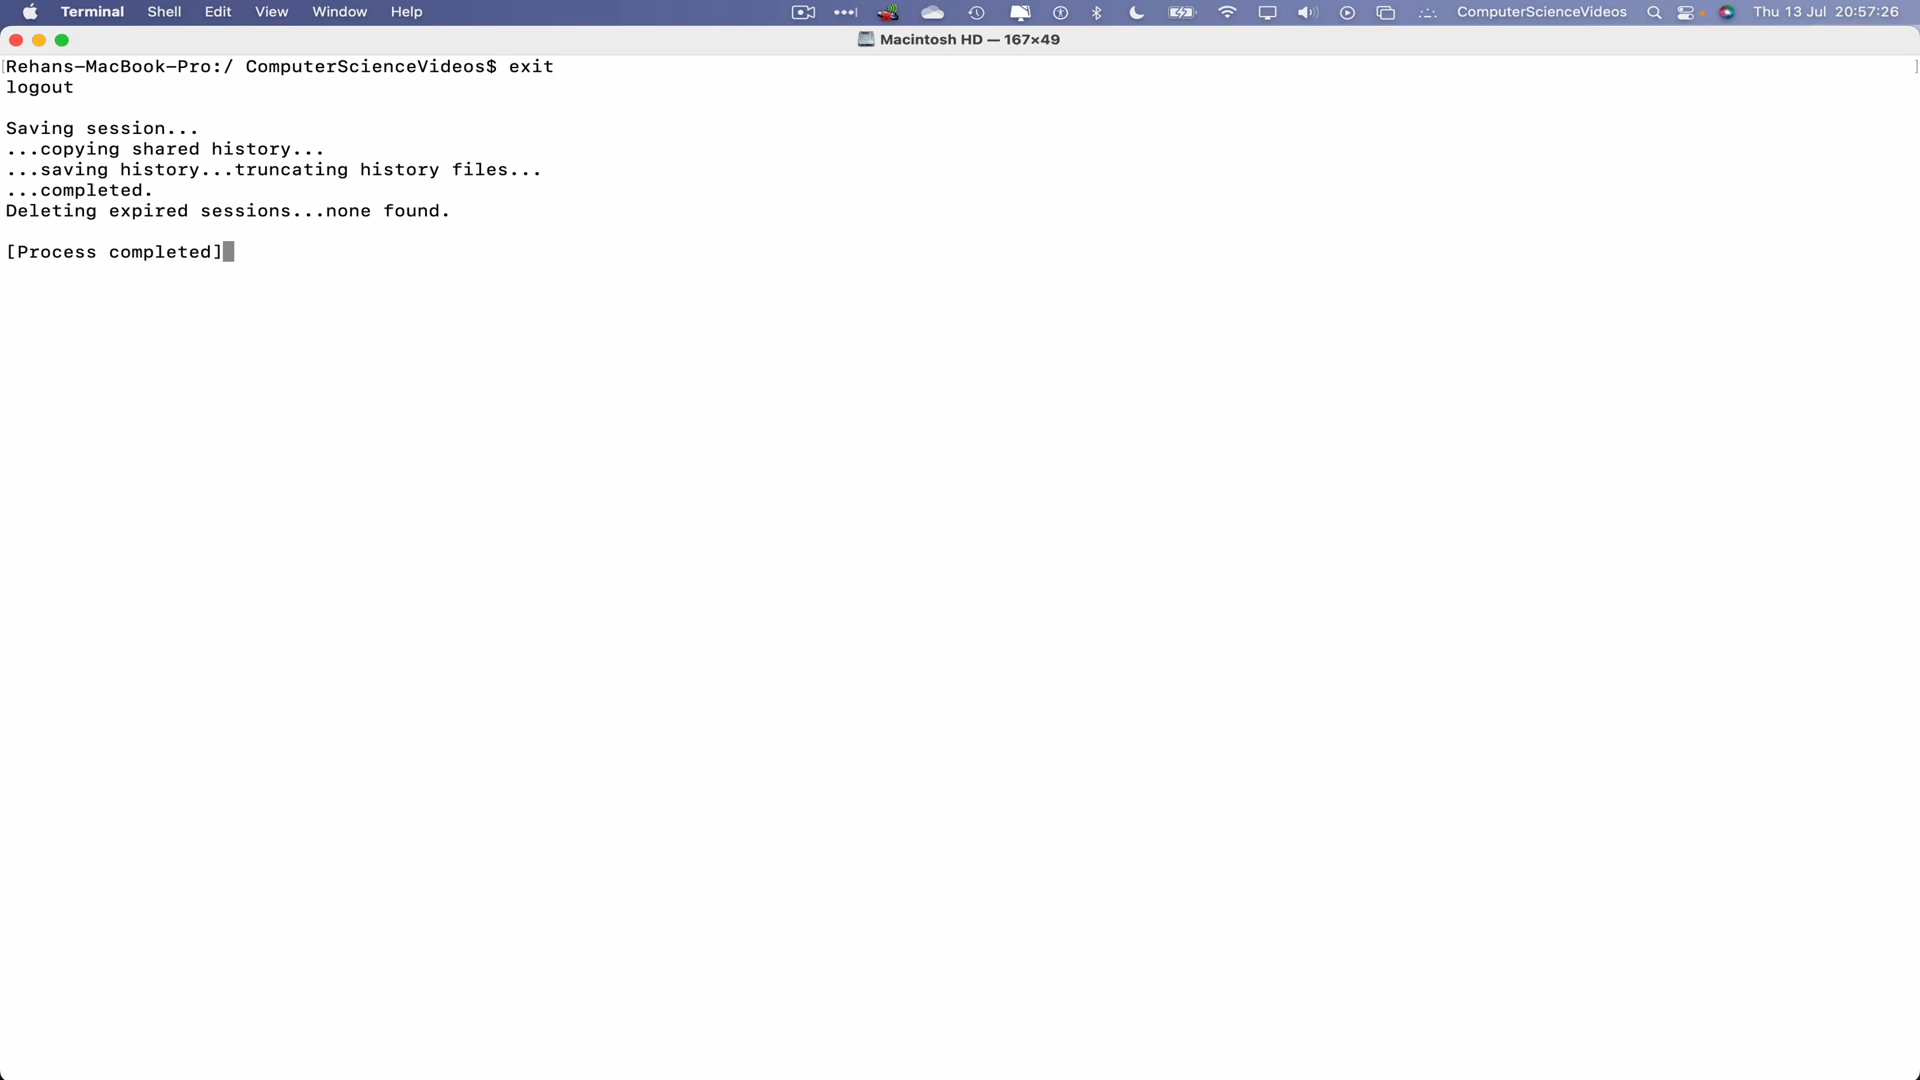 Terminal Shell Edit View Window Help ComputerScienceVideos Thu 13 Jul 20:57:26
Macintosh HD — 167×49
Rehans-MacBook-Pro:/ ComputerScienceVideos$ exit
logout
Saving session...
...copying shared history...
...saving history...truncating history files...
...completed.
Deleting expired sessions...none found.
[Process completed]